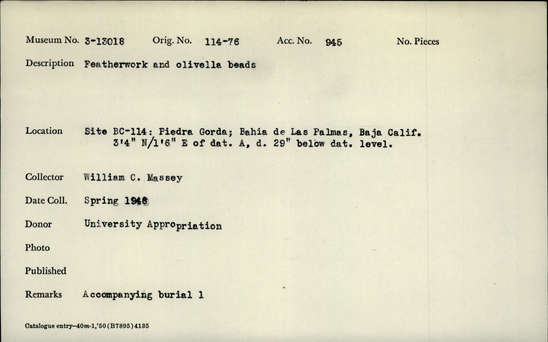 Museum No. 3-13018 Orig. No. 114-76 Acc. No. 945 No. Pieces
Description Featherwork and olivella beads
Location Site BC-114: Piedra Gorda; Bahia de Las Palmas, Baja Calif.
3'4" N/1'6" E of dat. A, d. 29" below dat. level.
Collector William C. Massey
Date Coll. Spring
Donor University Appropriation
Photo
Published
Remarks Accompanying burial 1
Catalogue entry—40m-1,'50(B7895)4185